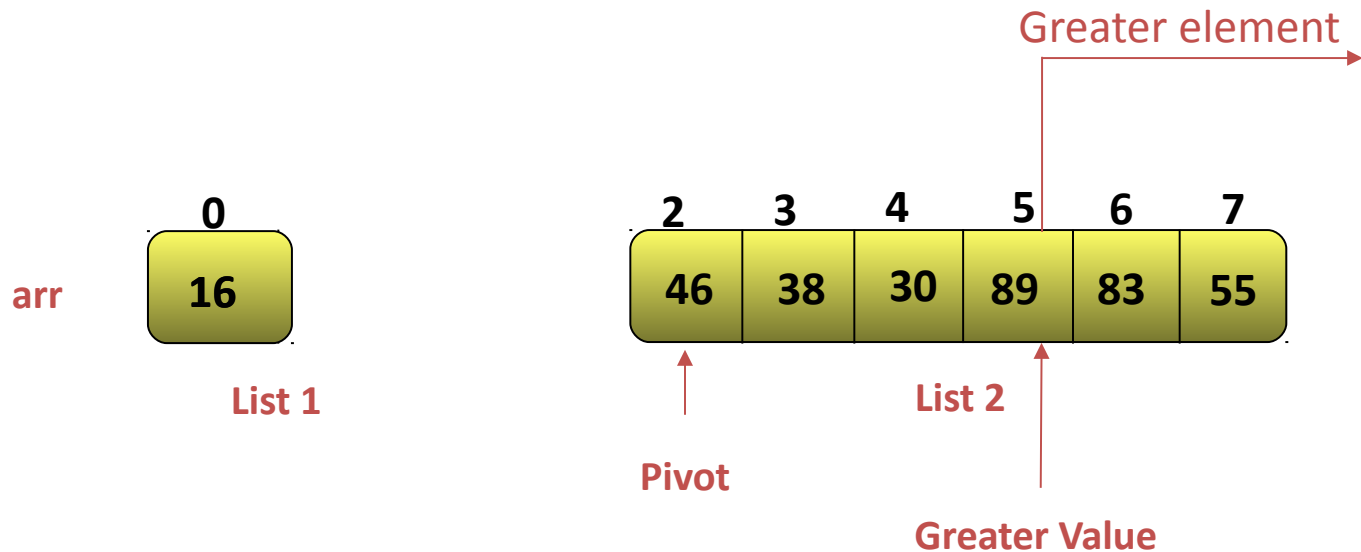 Greater element
0 2 3 4 5 6 7
arr 16 46 38 30 89 83 55
List 1 List 2
Pivot
Greater Value